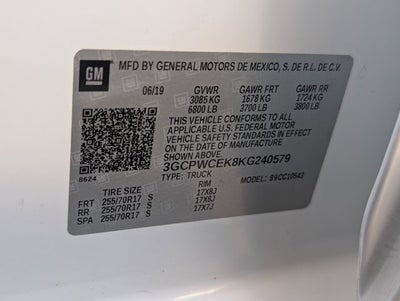 GM MFD BY GENERAL MOTORS DE MEXICO, S. DE R.L. DE C.V.
06/19 GVWR GAWR FRT GAWR RR
3085 KG 1678 KG 1724 KG
6800 LB 3700 LB 3800 LB
THIS VEHICLE CONFORMS TO ALL
APPLICABLE U.S. FEDERAL MOTOR
VEHICLE SAFETY STANDARDS IN EFFECT ON
THE DATE OF MANUFACTURE SHOWN ABOVE.
3GCPWCEK8KG240579
8624 TYPE: TRUCK 89CC10543
TIRE SIZE RIM
FRT 255/70R17 S 17X8J
RR 255/70R17 S 17X8J
SPA 255/70R17 S 17X7J